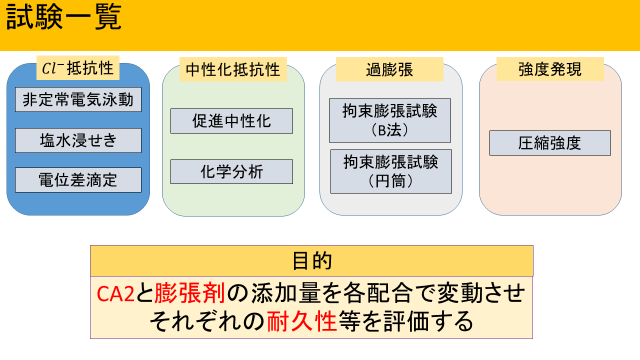 試験一覧
Cl⁻抵抗性
非定常電気泳動
塩水浸せき
電位差滴定
中性化抵抗性
促進中性化
化学分析
過膨張
拘束膨張試験
（B法）
拘束膨張試験
（円筒）
強度発現
圧縮強度
目的
CA2と膨張剤の添加量を各配合で変動させ
それぞれの耐久性等を評価する